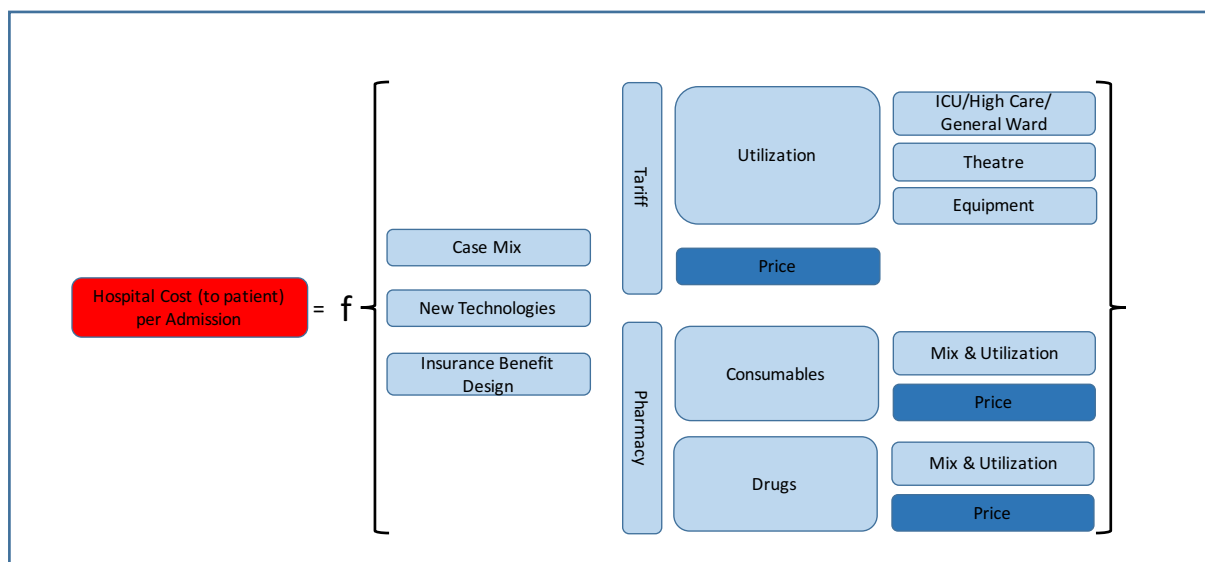 Hospital Cost (to patient)
per Admission
=
f
Case Mix
New Technologies
Insurance Benefit
Design
Tariff
Utilization
ICU/High Care/
General Ward
Theatre
Equipment
Price
Pharmacy
Consumables
Mix & Utilization
Price
Drugs
Mix & Utilization
Price